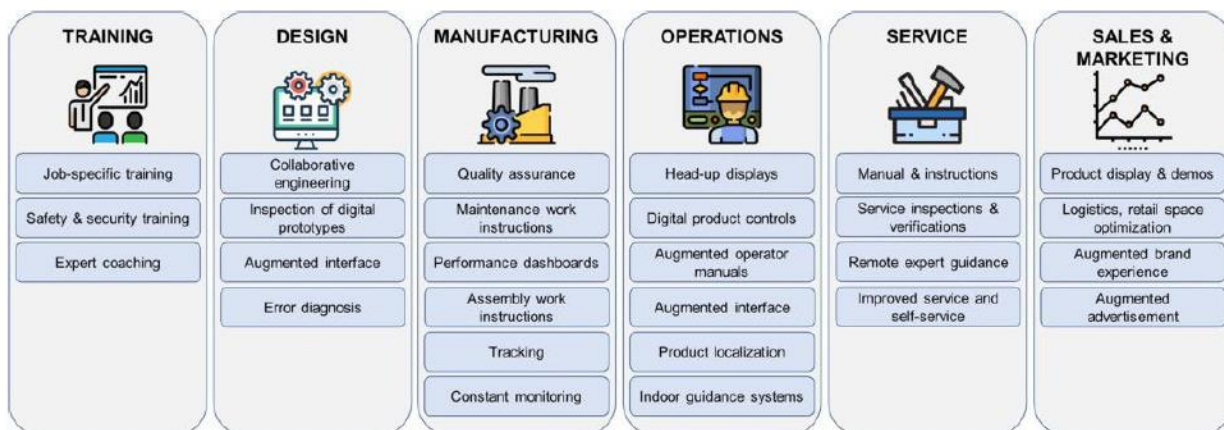 TRAINING
Job-specific training
Safety & security training
Expert coaching
DESIGN
Collaborative
engineering
Inspection of digital
prototypes
Augmented interface
Error diagnosis
MANUFACTURING
Quality assurance
Maintenance work
instructions
Performance dashboards
Assembly work
instructions
Tracking
Constant monitoring
OPERATIONS
Head-up displays
Digital product controls
Augmented operator
manuals
Augmented interface
Product localization
Indoor guidance systems
SERVICE
Manual & instructions
Service inspections &
verifications
Remote expert guidance
Improved service and
self-service
SALES &
MARKETING
Product display & demos
Logistics, retail space
optimization
Augmented brand
experience
Augmented
advertisement